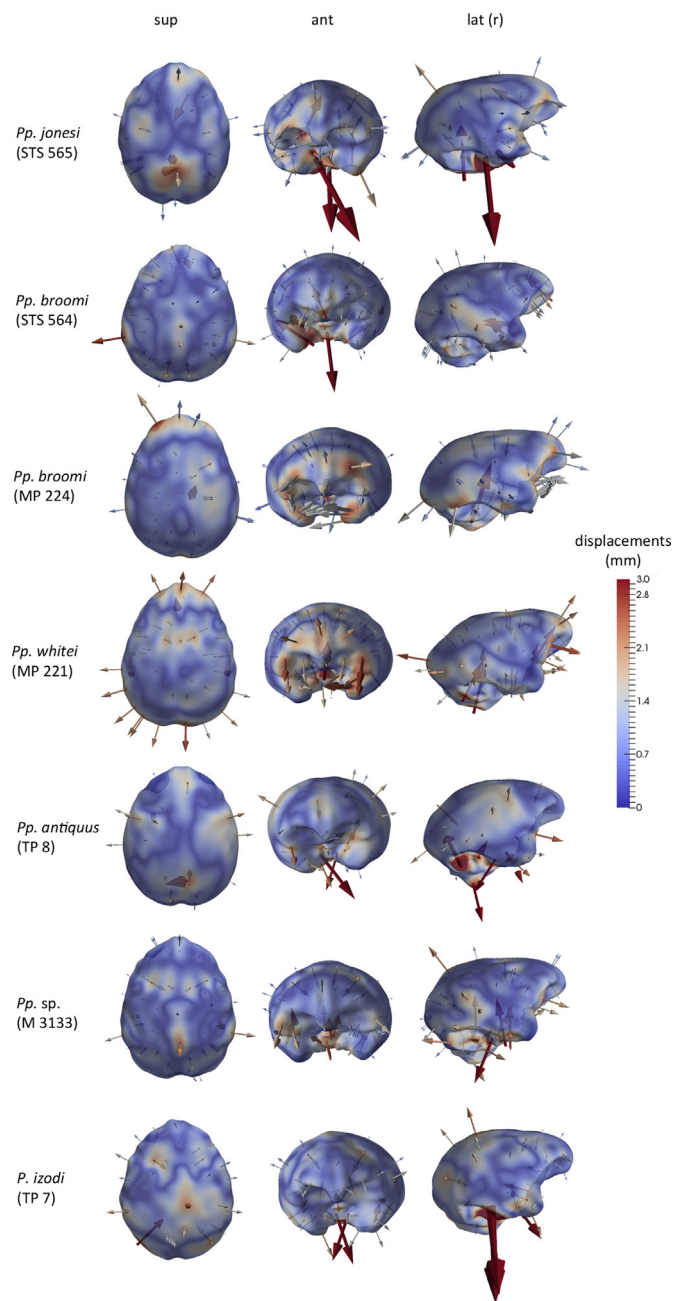 sup ant lat (r)
Pp. jonesi
(STS 565)
Pp. broomi
(STS 564)
Pp. broomi
(MP 224)
displacements
(mm)
3.0
2.8
2.1
1.4
0.7
0
Pp. whitei
(MP 221)
Pp. antiquus
(TP 8)
Pp. sp.
(M 3133)
P. izodi
(TP 7)